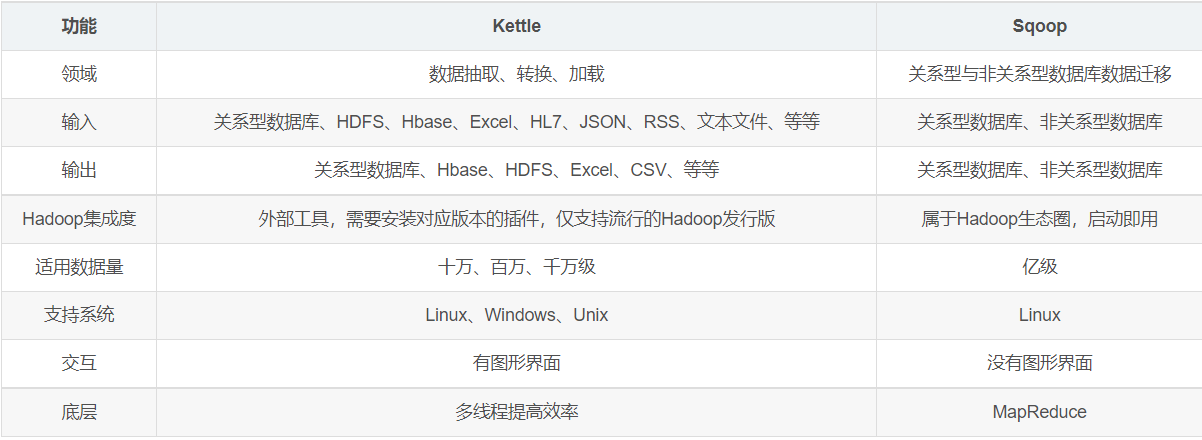 功能 Kettle Sqoop
领域 数据抽取、转换、加载 关系型与非关系型数据库数据迁移
输入 关系型数据库、HDFS、Hbase、Excel、HL7、JSON、RSS、文本文件、等等 关系型数据库、非关系型数据库
输出 关系型数据库、Hbase、HDFS、Excel、CSV、等等 关系型数据库、非关系型数据库
Hadoop集成度 外部工具，需要安装对应版本的插件，仅支持流行的Hadoop发行版 属于Hadoop生态圈，启动即用
适用数据量 十万、百万、千万级 亿级
支持系统 Linux、Windows、Unix Linux
交互 有图形界面 没有图形界面
底层 多线程提高效率 MapReduce